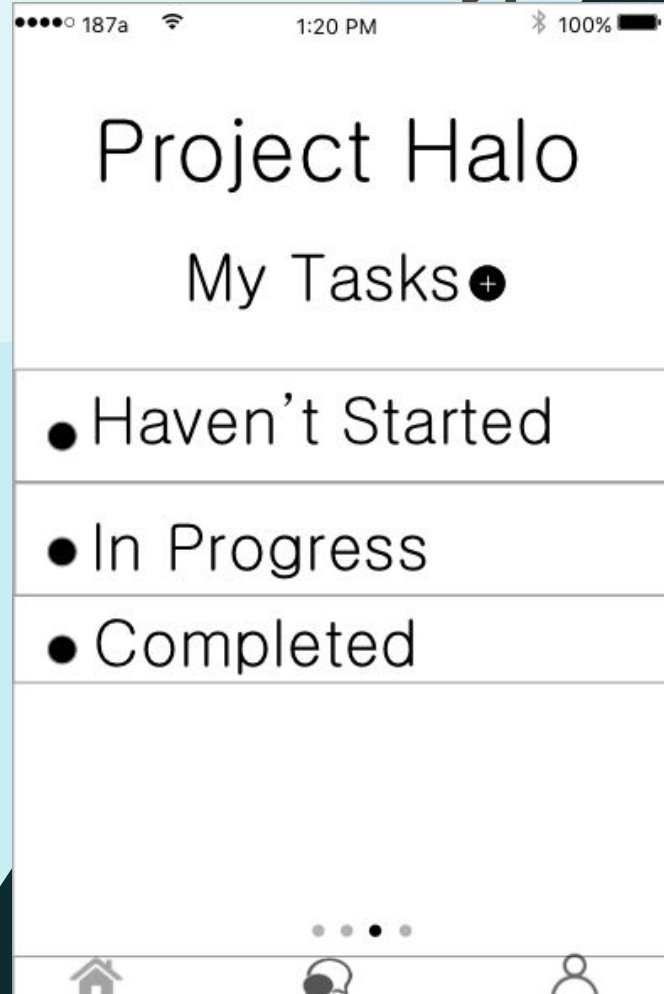 187a 1:20 PM 100%
Project Halo
My Tasks
Haven’t Started
In Progress
Completed